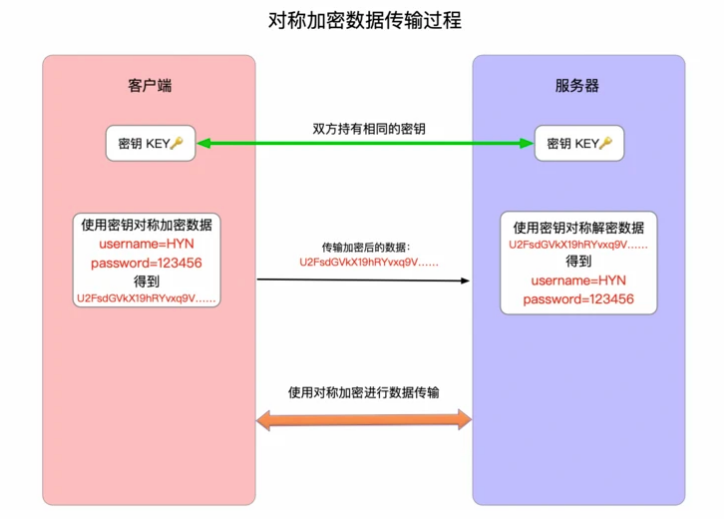 对称加密数据传输过程
客户端
服务器
双方持有相同的密钥
密钥 KEY🔑
密钥 KEY🔑
使用密钥对称加密数据
username=HYN
password=123456
得到
U2FsdGVkX19hRYvxq9V......
传输加密后的数据:
U2FsdGVkX19hRYvxq9V......
使用密钥对称解密数据
U2FsdGVkX19hRYvxq9V......
得到
username=HYN
password=123456
使用对称加密进行数据传输